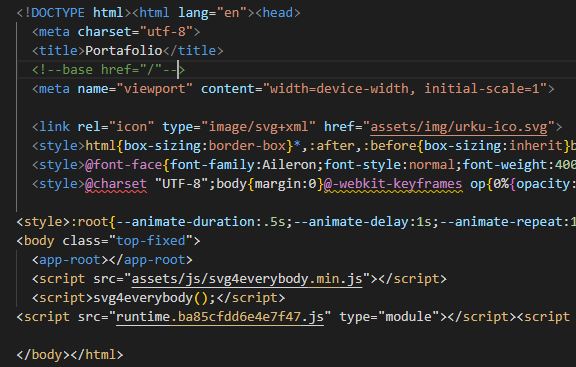 <!DOCTYPE html><html lang="en"><head>
<meta charset="utf-8">
<title>Portafolio</title>
<!--base href="/"-->
<meta name="viewport" content="width=device-width, initial-scale=1">
<link rel="icon" type="image/svg+xml" href="assets/img/urku-ico.svg">
<style>html{box-sizing:border-box}*,:after,:before{box-sizing:inherit}b
<style>@font-face{font-family:Aileron;font-style:normal;font-weight:400
<style>@charset "UTF-8";body{margin:0}@-webkit-keyframes op{0%{opacity:
<style>:root{--animate-duration:.5s;--animate-delay:1s;--animate-repeat:1
<body class="top-fixed">
<app-root></app-root>
<script src="assets/js/svg4everybody.min.js"></script>
<script>svg4everybody();</script>
<script src="runtime.ba85cfdd6e4e7f47.js" type="module"></script><script
</body></html>